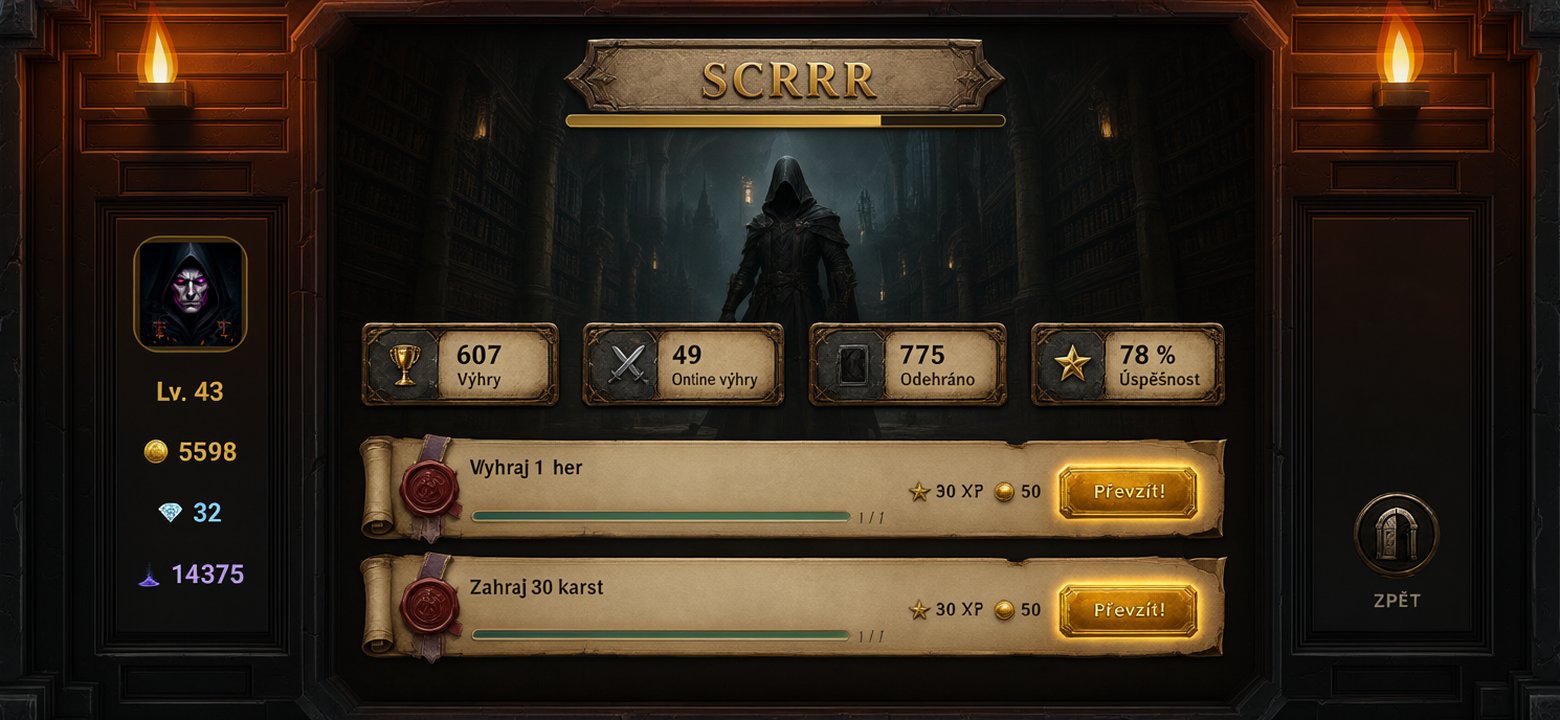 SCRRR
Lv. 43
5598
32
14375
607
Výhry
49
Ontine výhry
775
Odehráno
78 %
Úspěšnost
Wyhraj 1 her
30 XP 50
Převzít!
1 / 1
Zahraj 30 karst
30 XP 50
Převzít!
1 / 1
ZPĚT